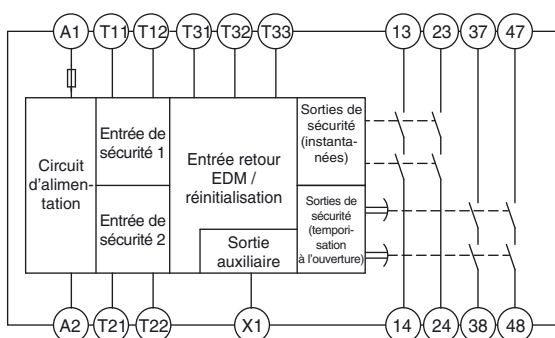 A1 T11 T12 T31 T32 T33 13 23 37 47
Circuit
d'alimen-
tation
Entrée de
sécurité 1
Entrée de
sécurité 2
Entrée retour
EDM /
réinitialisation
Sortie
auxiliaire
Sorties de
sécurité
(instanta-
nées)
Sorties de
sécurité
(tempori-
sation
à l'ouverture)
A2 T21 T22 X1 14 24 38 48